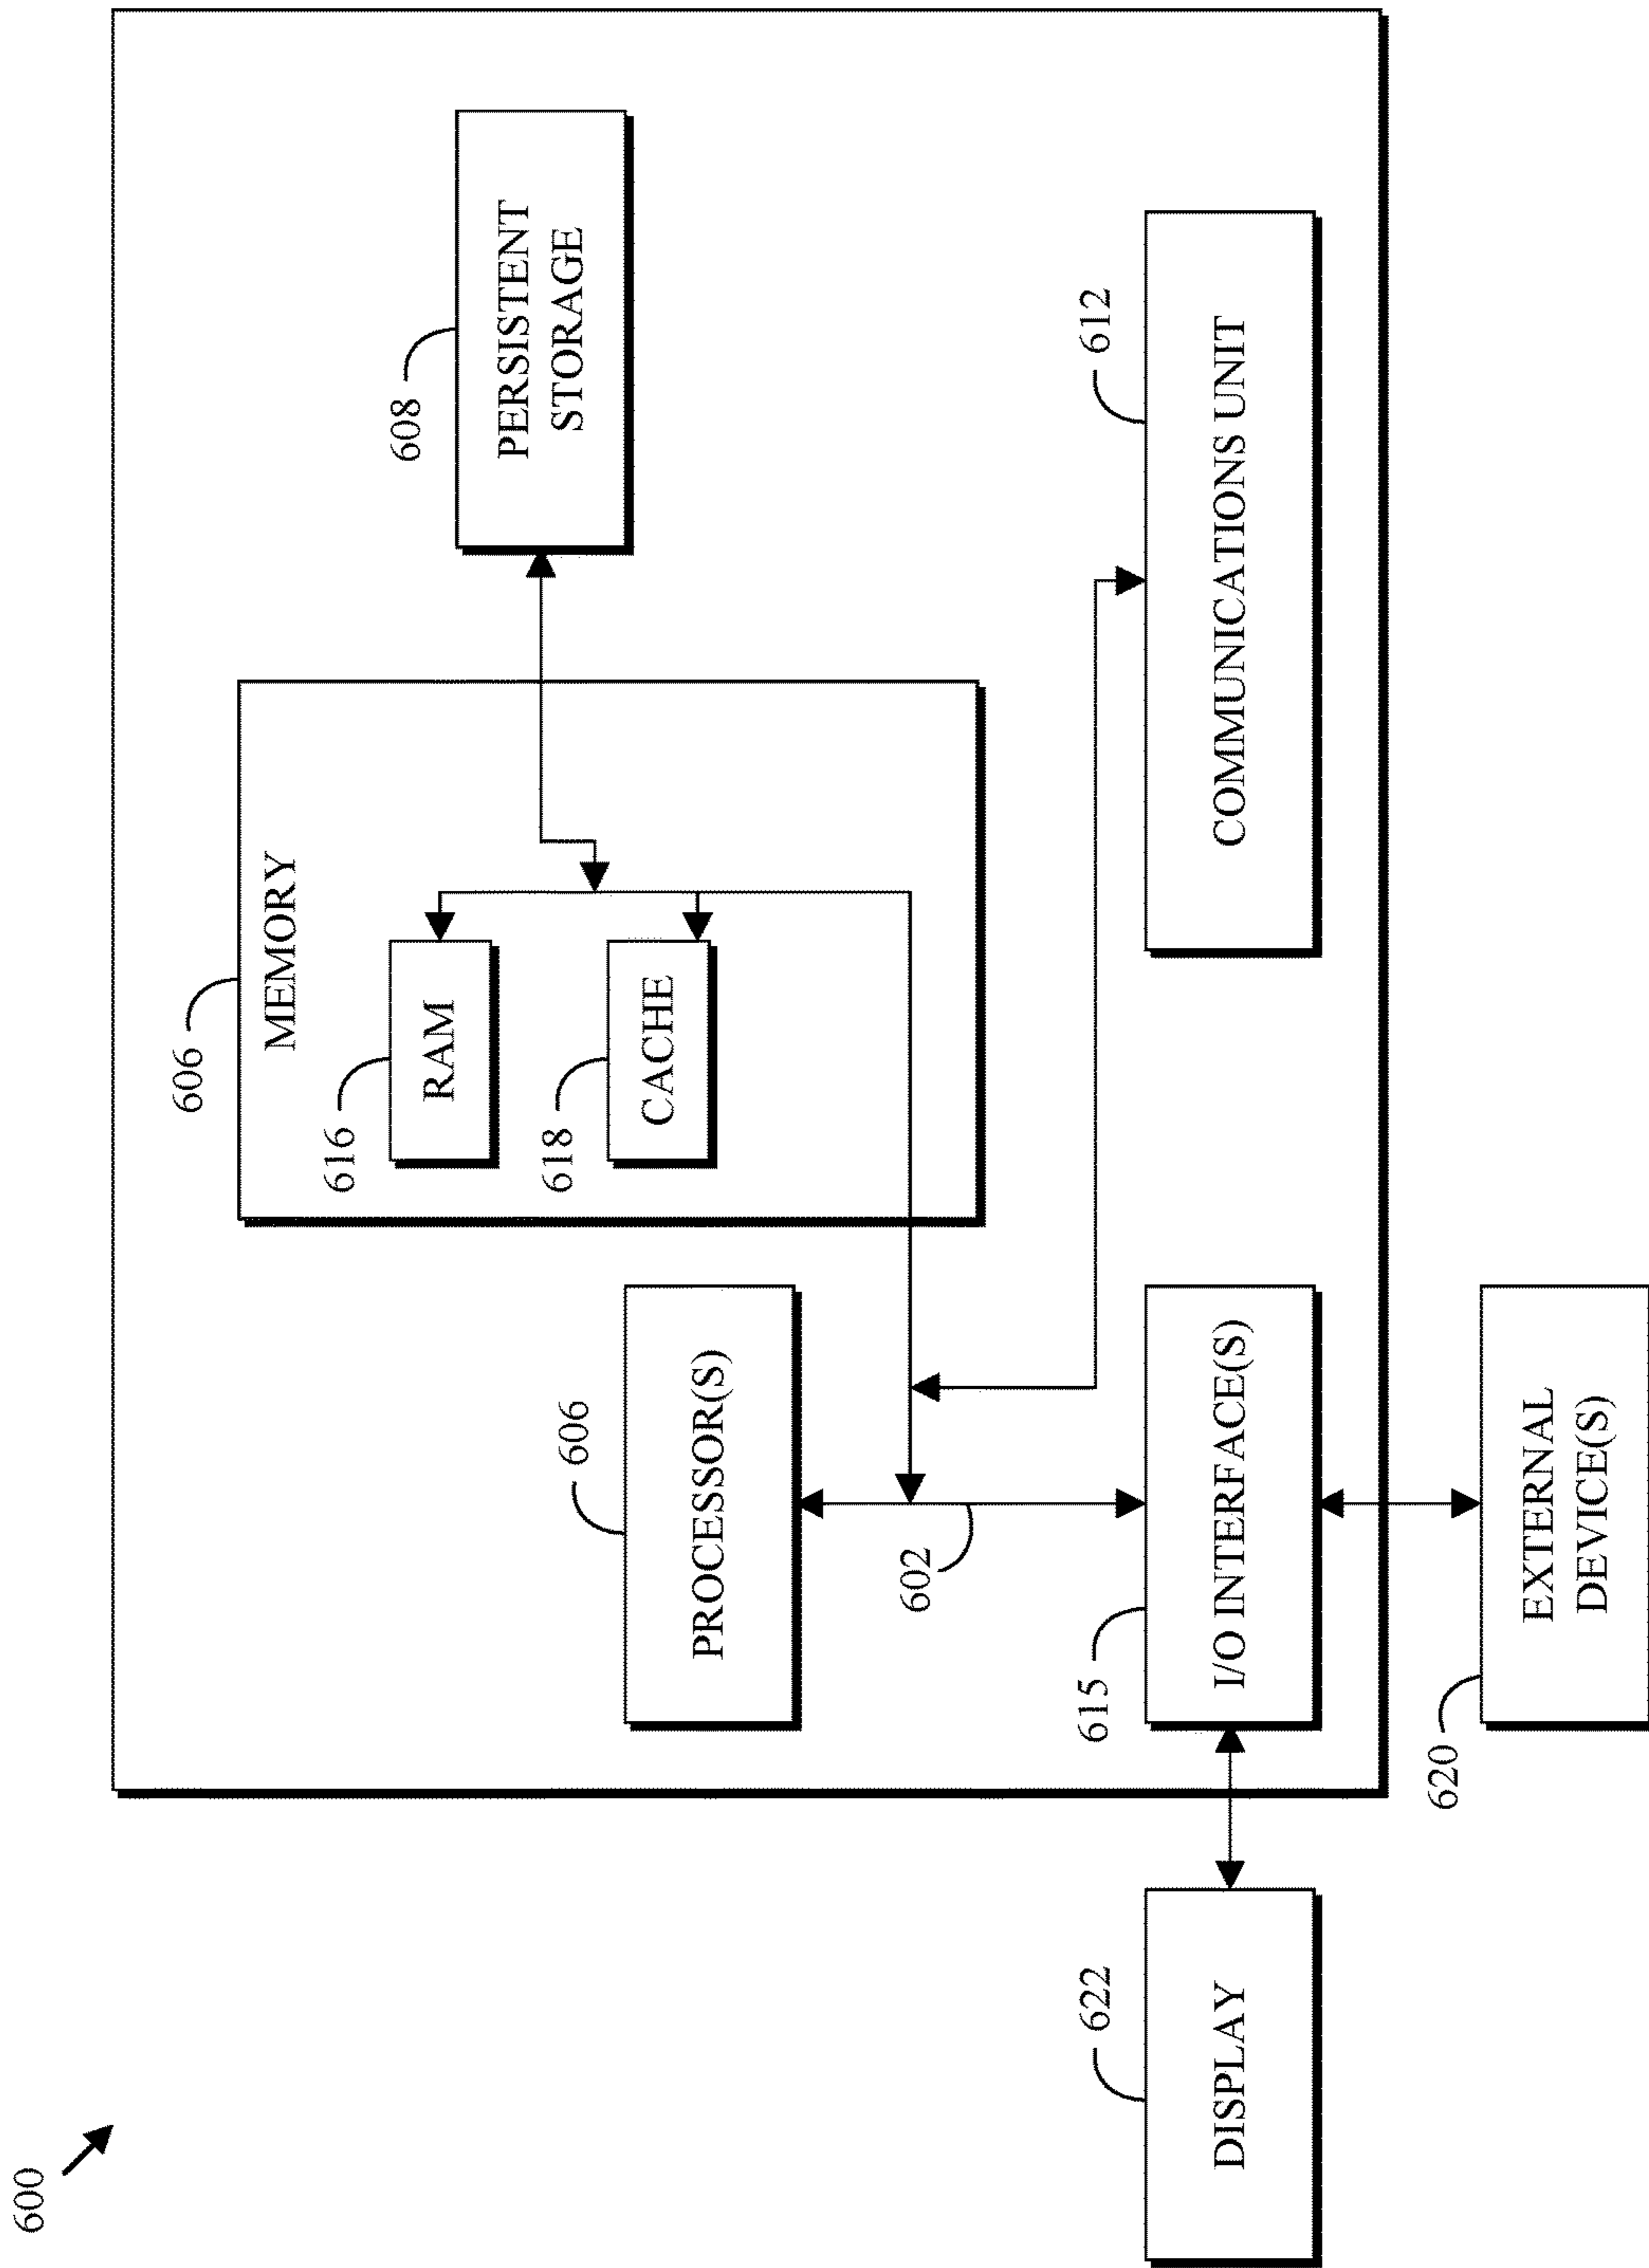 600
606
MEMORY
616
RAM
608
PERSISTENT
STORAGE
618
CACHE
606
PROCESSOR(S)
602
622
DISPLAY
615
I/O INTERFACE(S)
612
COMMUNICATIONS UNIT
620
EXTERNAL
DEVICE(S)